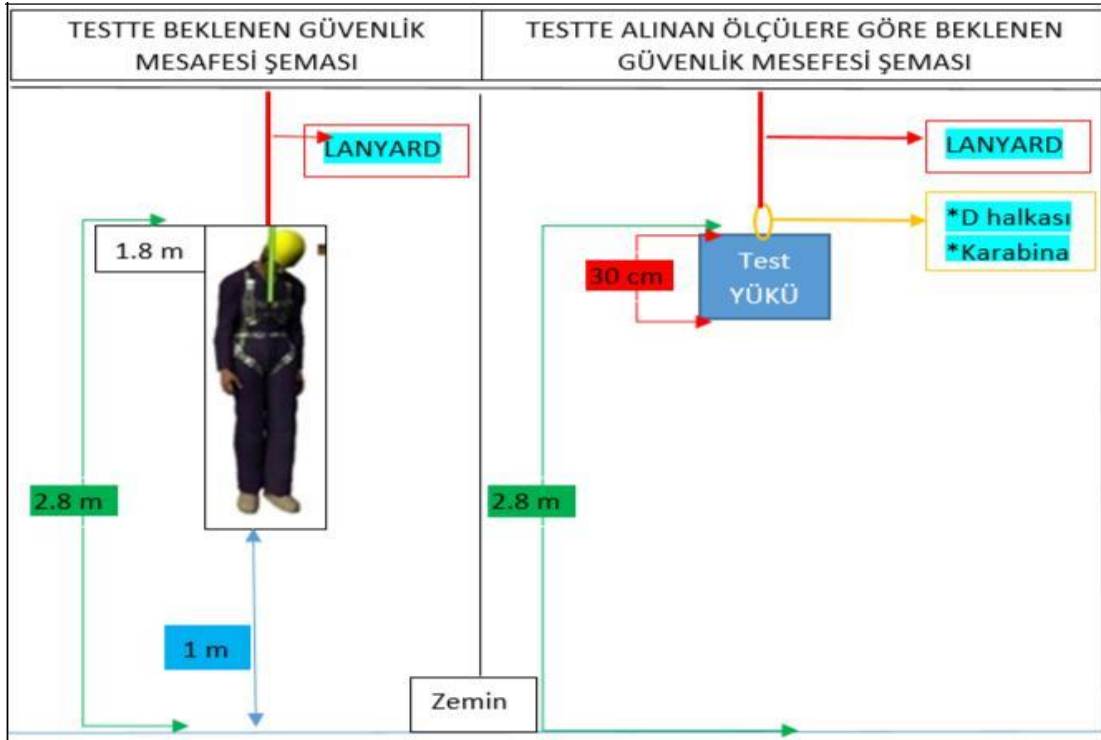 TESTTE BEKLENEN GÜVENLİK
MESAFESİ ŞEMASI
TESTTE ALINAN ÖLÇÜLERE GÖRE BEKLENEN
GÜVENLİK MESEFESİ ŞEMASI
LANYARD
1.8 m
2.8 m
1 m
LANYARD
*D halkası
*Karabina
30 cm
Test
YÜKÜ
2.8 m
Zemin